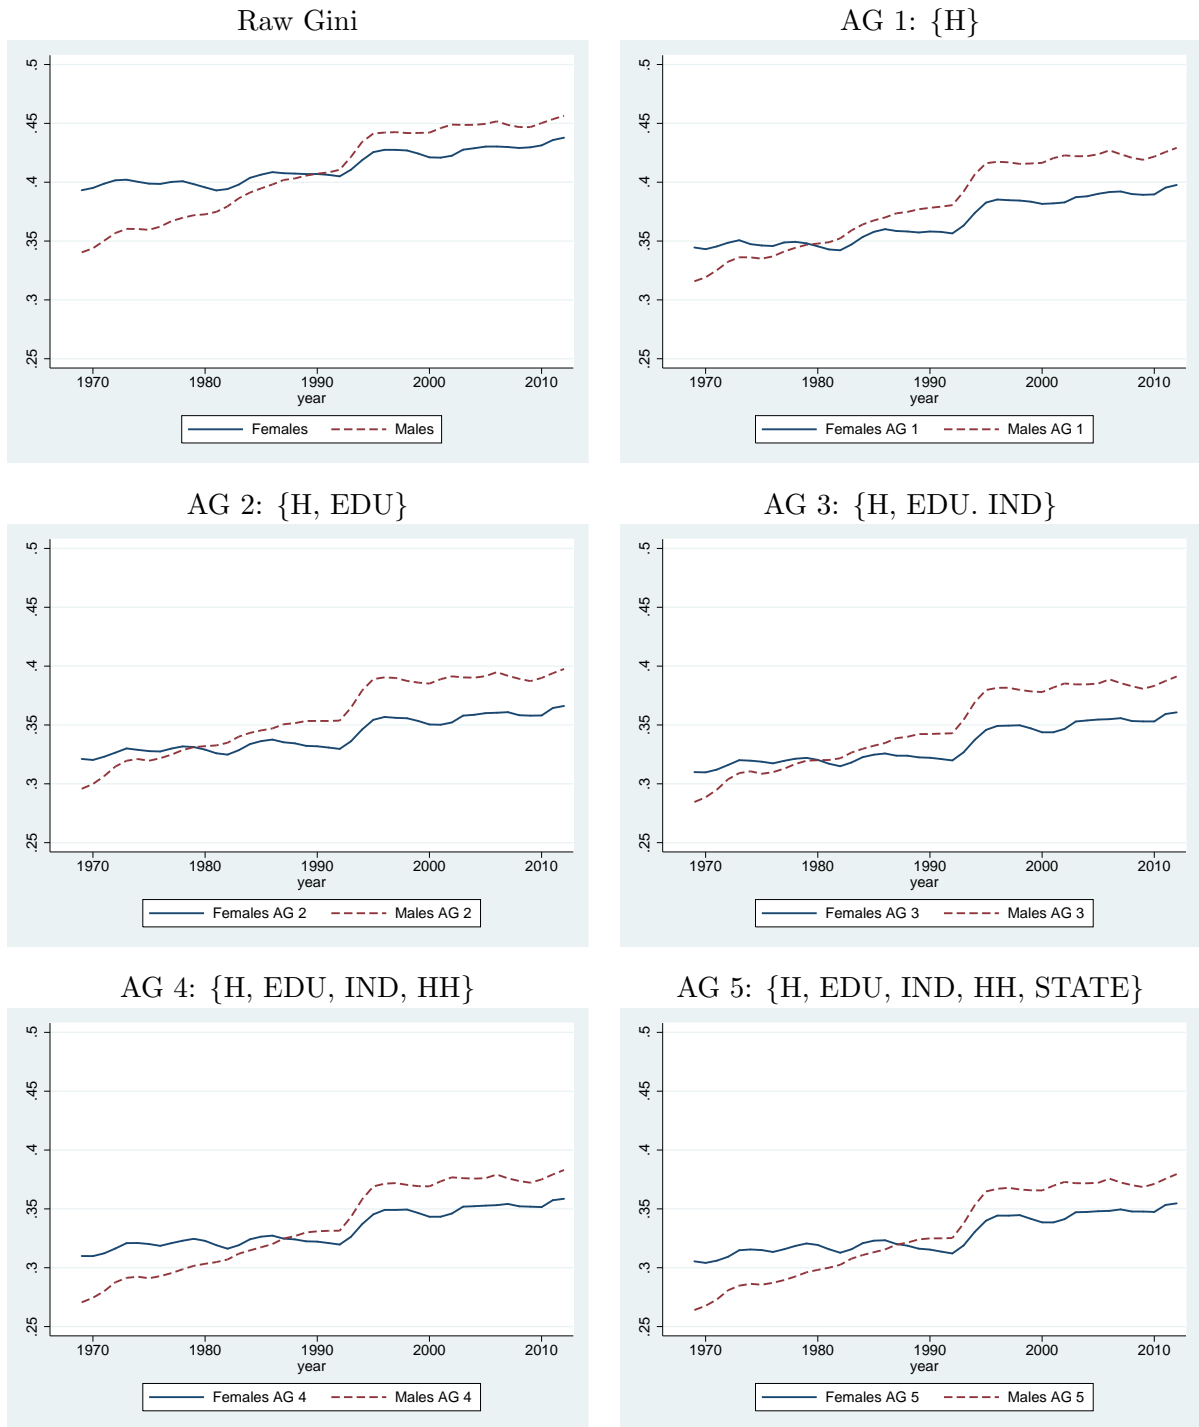 Raw Gini
.5
.45
.4
.35
.3
.25
1970 1980 1990 2000 2010
year
Females Males
AG 1: {H}
.5
.45
.4
.35
.3
.25
1970 1980 1990 2000 2010
year
Females AG 1 Males AG 1
AG 2: {H, EDU}
.5
.45
.4
.35
.3
.25
1970 1980 1990 2000 2010
year
Females AG 2 Males AG 2
AG 3: {H, EDU. IND}
.5
.45
.4
.35
.3
.25
1970 1980 1990 2000 2010
year
Females AG 3 Males AG 3
AG 4: {H, EDU, IND, HH}
.5
.45
.4
.35
.3
.25
1970 1980 1990 2000 2010
year
Females AG 4 Males AG 4
AG 5: {H, EDU, IND, HH, STATE}
.5
.45
.4
.35
.3
.25
1970 1980 1990 2000 2010
year
Females AG 5 Males AG 5